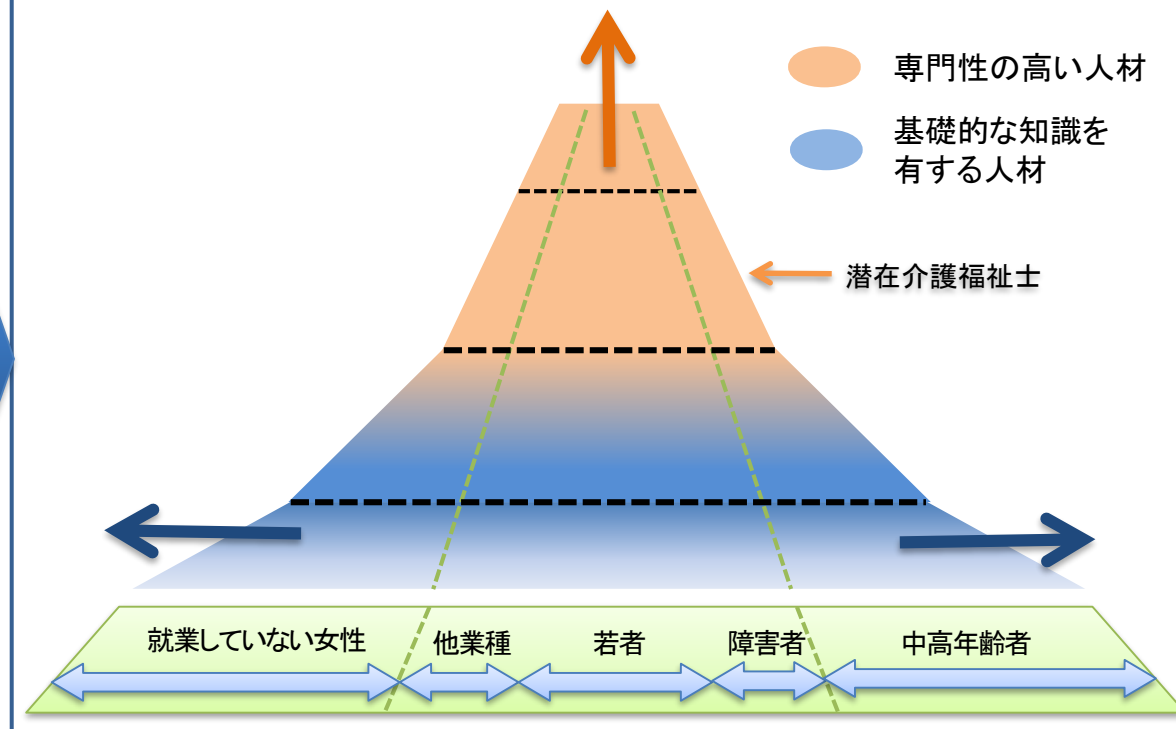 専門性の高い人材
基礎的な知識を
有する人材
潜在介護福祉士
就業していない女性
他業種
若者
障害者
中高年齢者